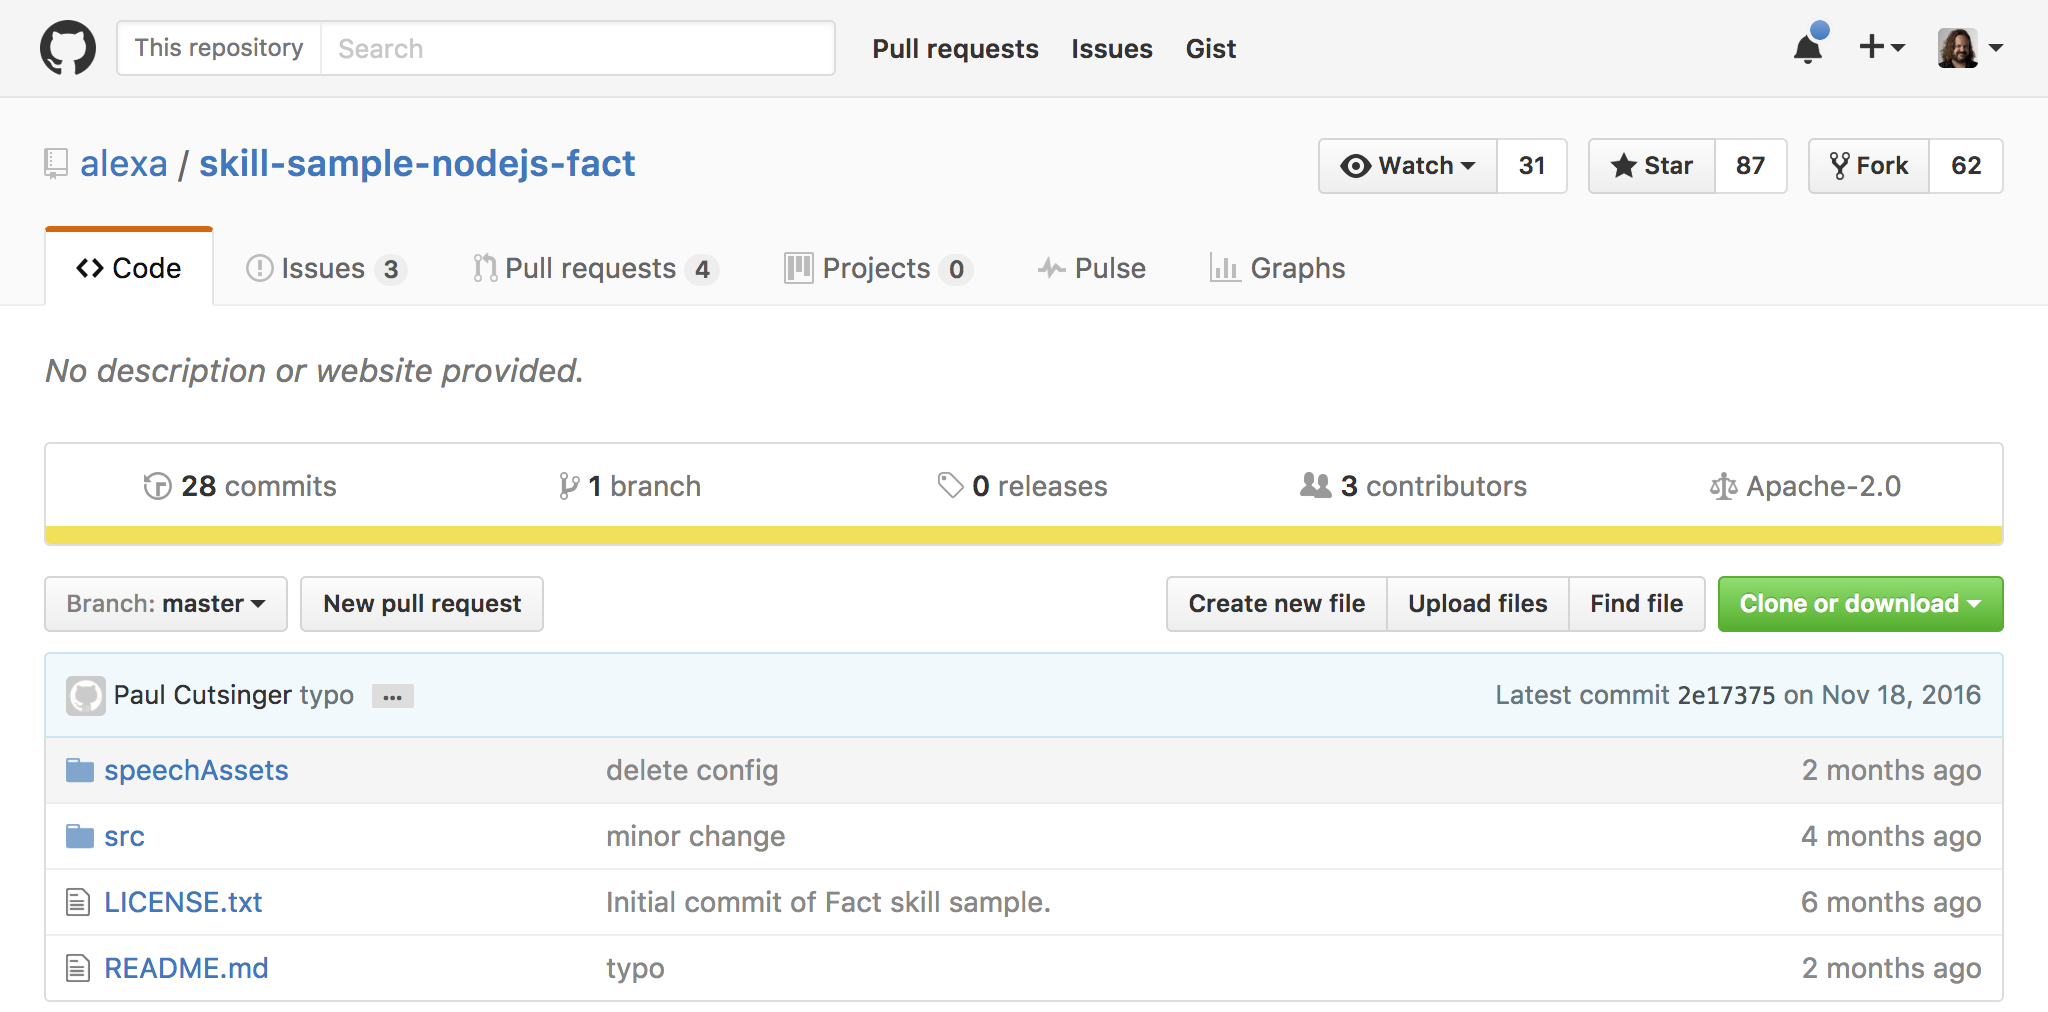 This repository Search Pull requests Issues Gist
alexa / skill-sample-nodejs-fact Watch 31 Star 87 Fork 62
Code Issues 3 Pull requests 4 Projects 0 Pulse Graphs
No description or website provided.
28 commits 1 branch 0 releases 3 contributors Apache-2.0
Branch: master New pull request Create new file Upload files Find file Clone or download
Paul Cutsinger typo … Latest commit 2e17375 on Nov 18, 2016
speechAssets delete config 2 months ago
src minor change 4 months ago
LICENSE.txt Initial commit of Fact skill sample. 6 months ago
README.md typo 2 months ago